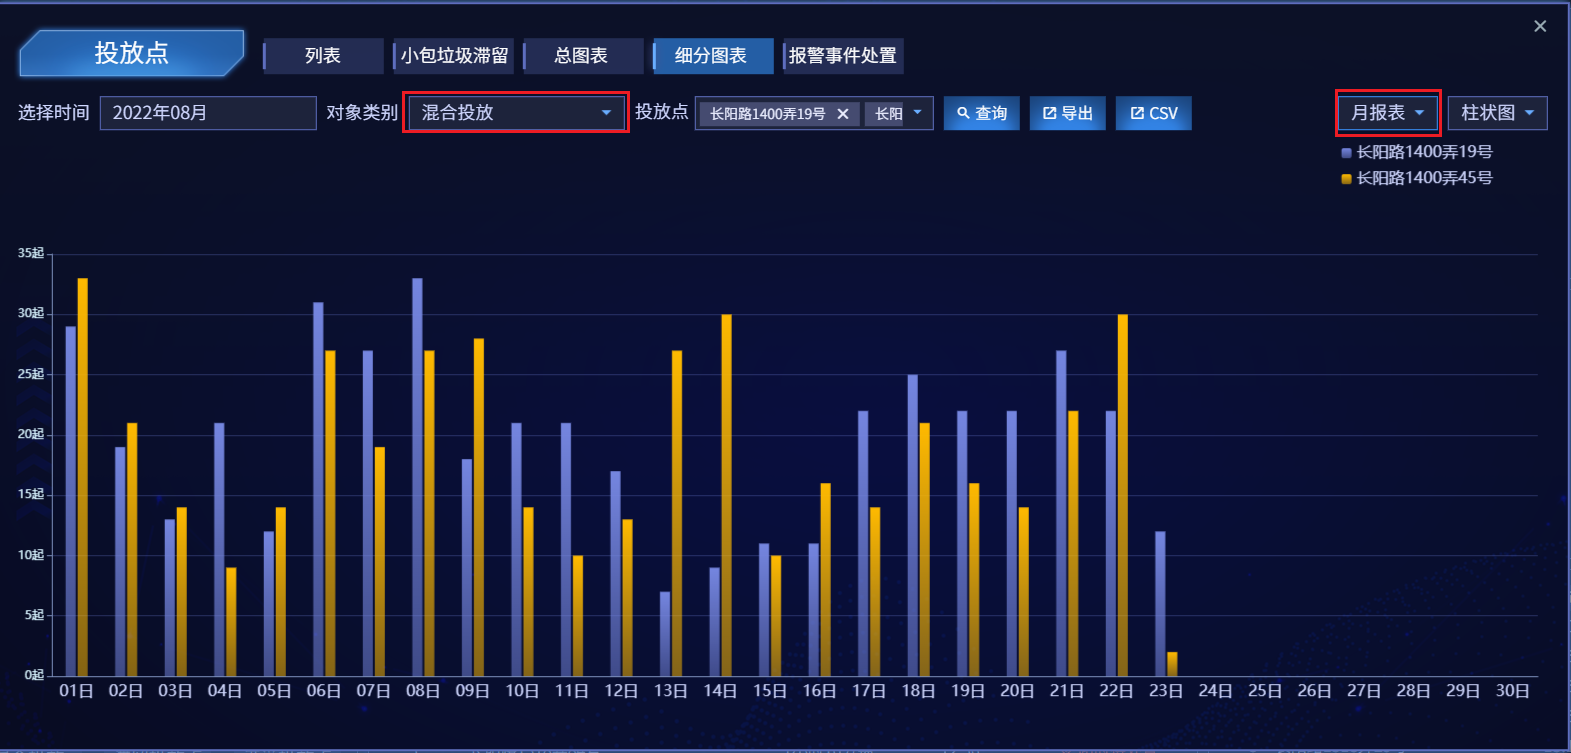 投放点 列表 小包垃圾滞留 总图表 细分图表 报警事件处置
选择时间 2022年08月 对象类别 混合投放 投放点 长阳路1400弄19号 长阳 查询 导出 CSV 月报表 柱状图
长阳路1400弄19号
长阳路1400弄45号
35起
30起
25起
20起
15起
10起
5起
0起
01日 02日 03日 04日 05日 06日 07日 08日 09日 10日 11日 12日 13日 14日 15日 16日 17日 18日 19日 20日 21日 22日 23日 24日 25日 26日 27日 28日 29日 30日